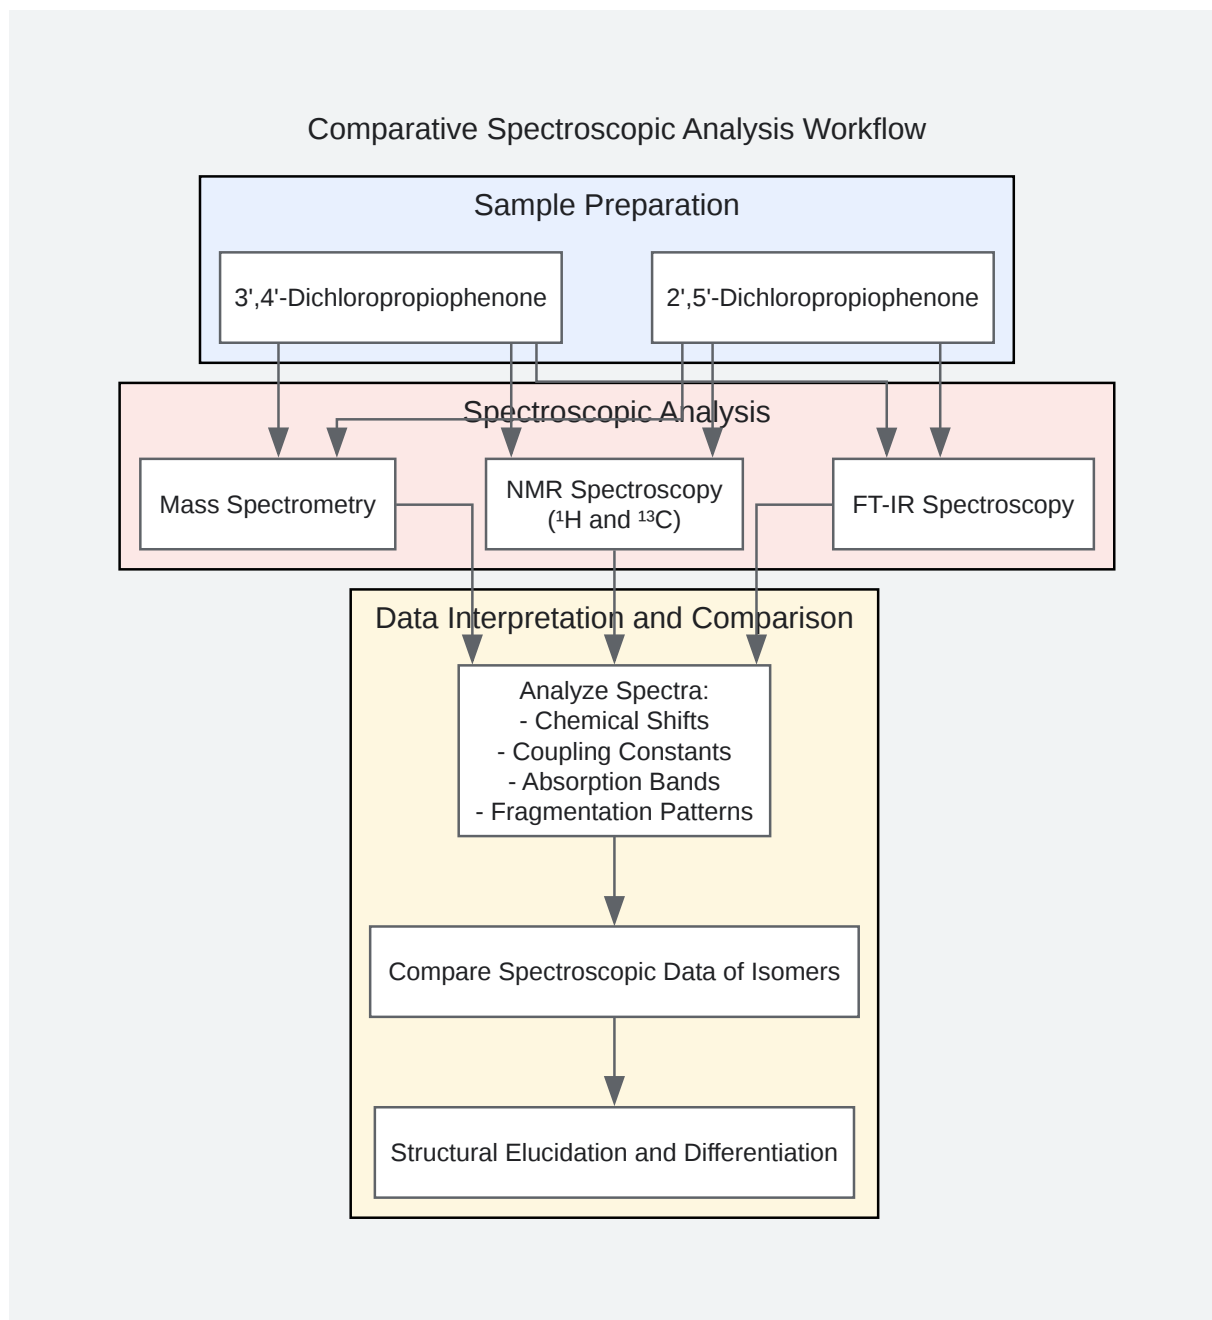 Comparative Spectroscopic Analysis Workflow
Sample Preparation
3',4'-Dichloropropiophenone
2',5'-Dichloropropiophenone
Spectroscopic Analysis
Mass Spectrometry
NMR Spectroscopy
(¹H and ¹³C)
FT-IR Spectroscopy
Data Interpretation and Comparison
Analyze Spectra:
- Chemical Shifts
- Coupling Constants
- Absorption Bands
- Fragmentation Patterns
Compare Spectroscopic Data of Isomers
Structural Elucidation and Differentiation